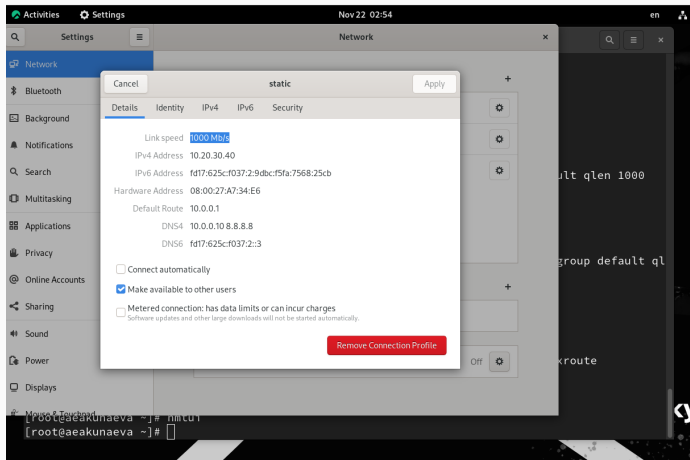 Activities Settings Nov 22 02:54 en
Settings Network
Network
Bluetooth
Background
Notifications
Search
Multitasking
Applications
Privacy
Online Accounts
Sharing
Sound
Power
Displays
Mouse & Touchpad
Cancel static Apply
Details Identity IPv4 IPv6 Security
Link speed 1000 Mb/s
IPv4 Address 10.20.30.40
IPv6 Address fd17:625c:f037:2:9dbc:f5fa:7568:25cb
Hardware Address 08:00:27:A7:34:E6
Default Route 10.0.0.1
DNS4 10.0.0.10 8.8.8.8
DNS6 fd17:625c:f037:2::3
Connect automatically
Make available to other users
Metered connection: has data limits or can incur charges
Software updates and other large downloads will not be started automatically.
Remove Connection Profile
Off
ult qlen 1000
group default ql
xroute
[root@aeakunaeva ~]# nmtui
[root@aeakunaeva ~]#